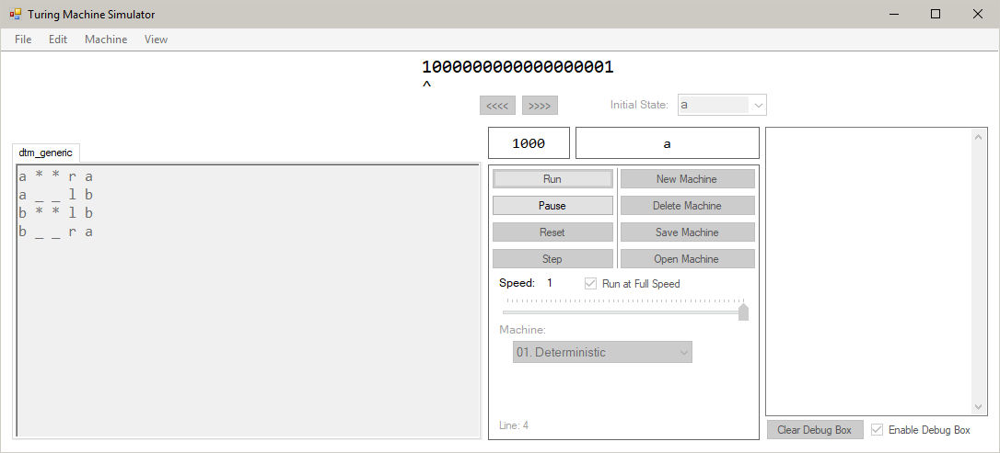 Turing Machine Simulator
File Edit Machine View
1000000000000000001
^
<<<< >>>> Initial State: a
dtm_generic
1000 a
a * * r a
a _ _ l b
b * * l b
b _ _ r a
Run New Machine
Pause Delete Machine
Reset Save Machine
Step Open Machine
Speed: 1 Run at Full Speed
Machine:
01. Deterministic
Line: 4
Clear Debug Box Enable Debug Box